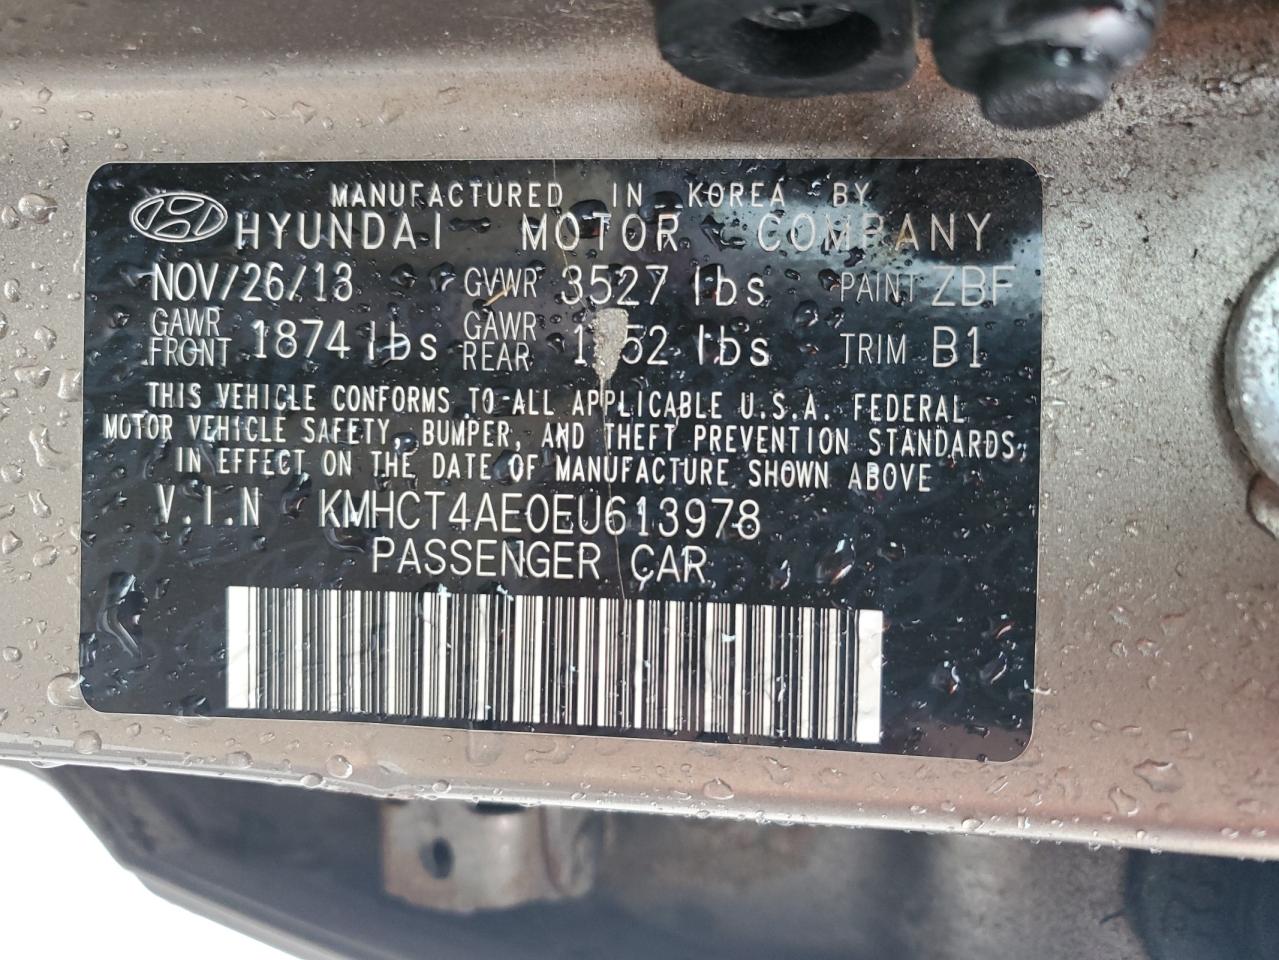 MANUFACTURED IN KOREA BY
HYUNDAI MOTOR COMPANY
NOV/26/13 GVWR 3527 lbs PAINT ZBF
GAWR FRONT 1874 lbs GAWR REAR lbs TRIM B1
THIS VEHICLE CONFORMS TO ALL APPLICABLE U.S.A. FEDERAL
MOTOR VEHICLE SAFETY, BUMPER, AND THEFT PREVENTION STANDARDS
IN EFFECT ON THE DATE OF MANUFACTURE SHOWN ABOVE
V.I.N KMHCT4AE0EU613978
PASSENGER CAR